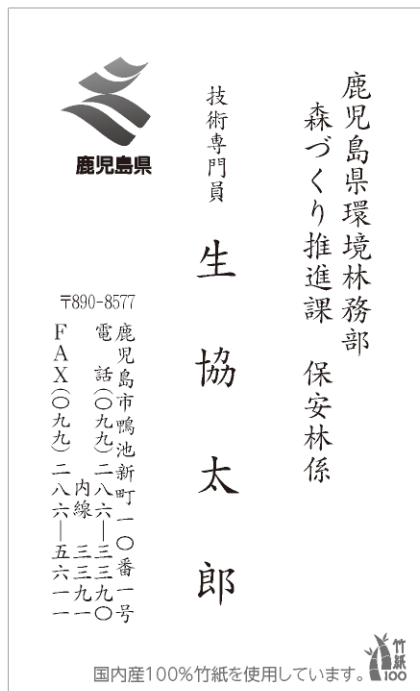 鹿児島県環境林務部
森づくり推進課　保安林係
技術専門員
生協太郎
鹿児島県
〒890-8577
鹿児島市鴨池新町一〇番一号
電　話(〇九九)二八六―三三九〇
内線　三三九一
FAX(〇九九)二八六―五六一一
国内産100%竹紙を使用しています。
竹紙100